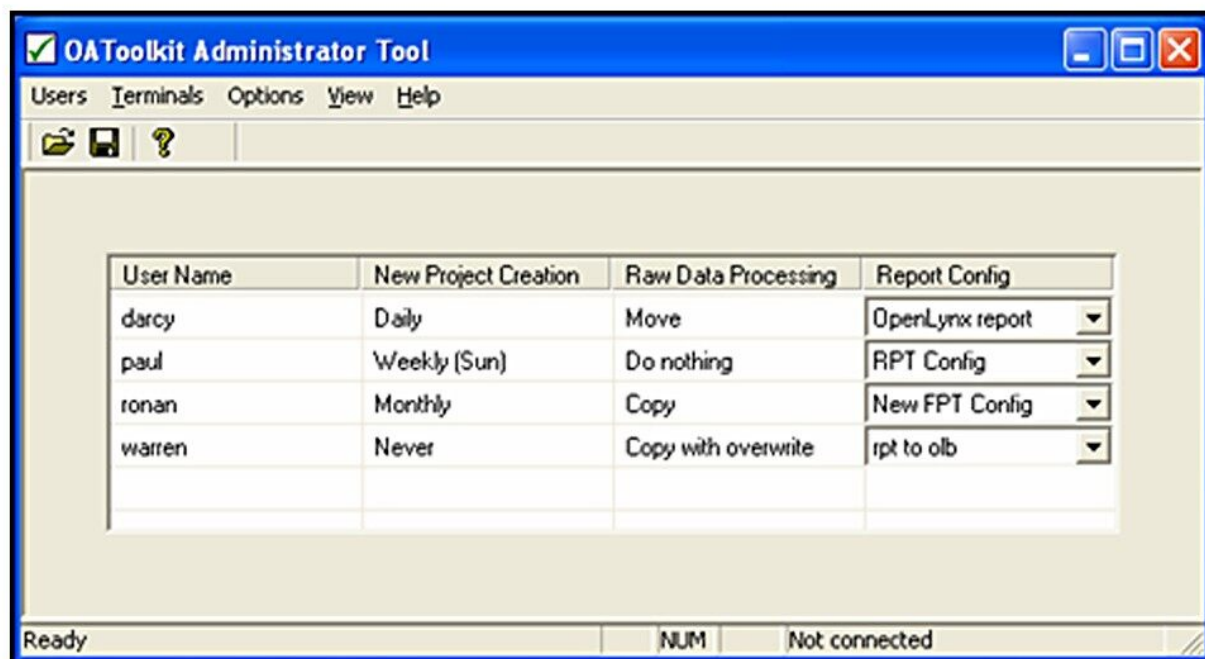 OAToolkit Administrator Tool
Users Terminals Options View Help
User Name New Project Creation Raw Data Processing Report Config
darcy Daily Move OpenLynx report
paul Weekly (Sun) Do nothing RPT Config
ronan Monthly Copy New FPT Config
warren Never Copy with overwrite rpt to olb
Ready NUM Not connected